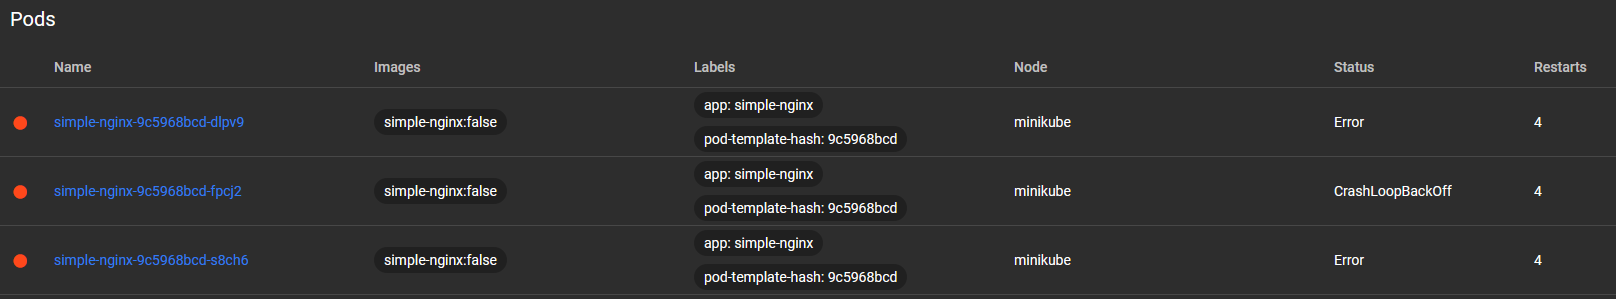 Pods
Name Images Labels Node Status Restarts
app: simple-nginx
simple-nginx-9c5968bcd-dlpv9 simple-nginx:false minikube Error 4
pod-template-hash: 9c5968bcd
app: simple-nginx
simple-nginx-9c5968bcd-fpcj2 simple-nginx:false minikube CrashLoopBackOff 4
pod-template-hash: 9c5968bcd
app: simple-nginx
simple-nginx-9c5968bcd-s8ch6 simple-nginx:false minikube Error 4
pod-template-hash: 9c5968bcd